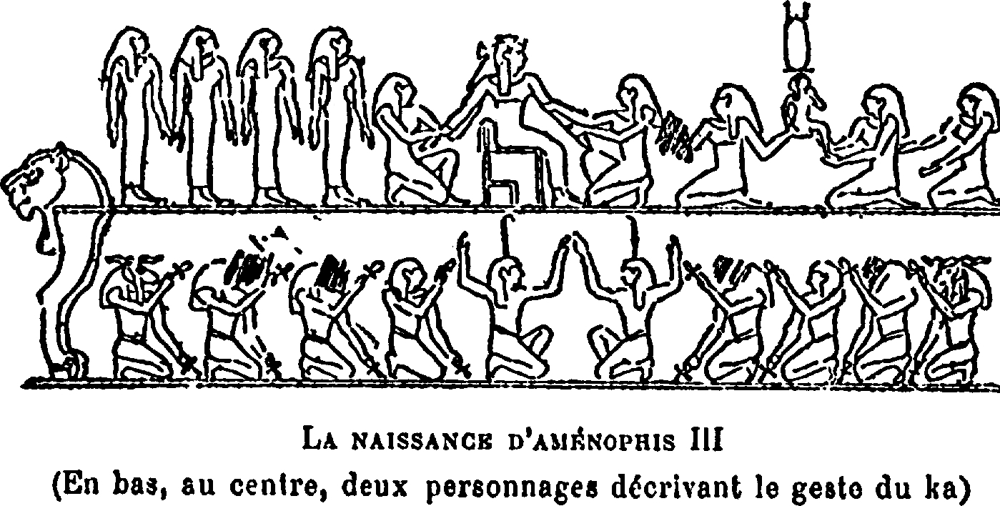 LA NAISSANCE D'AMÉNOPHIS III
(En bas, au centre, deux personnages décrivant le geste du ka)